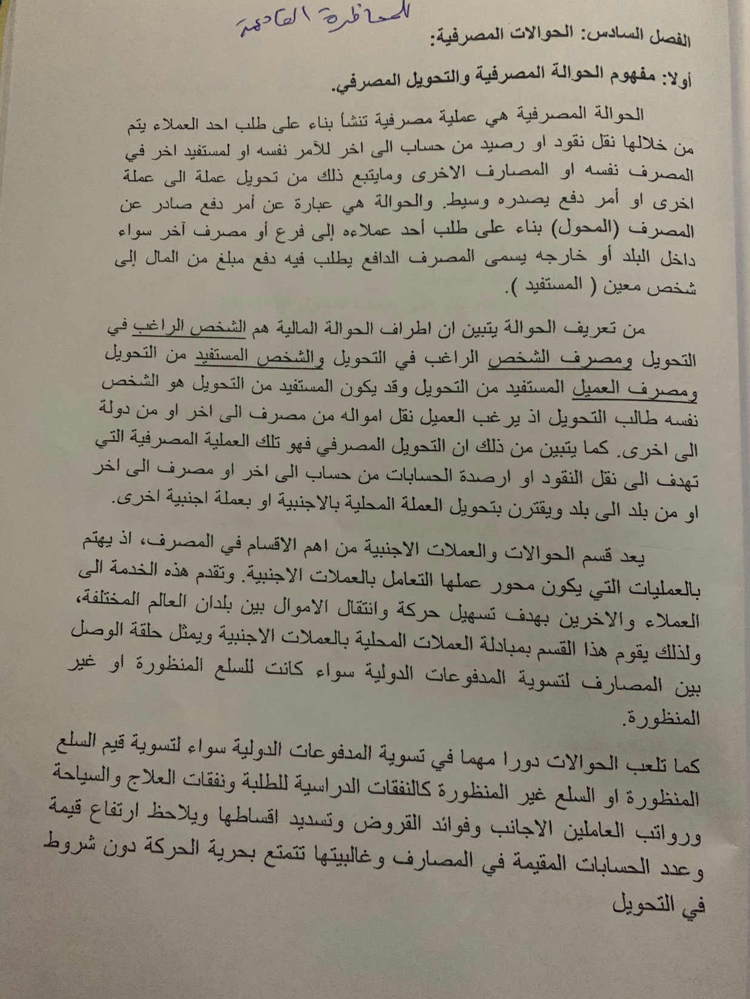 للمحاظرة القادمة
الفصل السادس: الحوالات المصرفية:
أولا: مفهوم الحوالة المصرفية والتحويل المصرفي.
الحوالة المصرفية هي عملية مصرفية تنشأ بناء على طلب احد العملاء يتم
من خلالها نقل نقود او رصيد من حساب الى اخر للآمر نفسه او لمستفيد اخر في
المصرف نفسه او المصارف الاخرى ومايتبع ذلك من تحويل عملة الى عملة
اخرى او أمر دفع يصدره وسيط. والحوالة هي عبارة عن أمر دفع صادر عن
المصرف (المحول) بناء على طلب أحد عملاءه إلى فرع أو مصرف آخر سواء
داخل البلد أو خارجه يسمى المصرف الدافع يطلب فيه دفع مبلغ من المال إلى
شخص معين ( المستفيد ).
من تعريف الحوالة يتبين ان اطراف الحوالة المالية هم الشخص الراغب في
التحويل ومصرف الشخص الراغب في التحويل والشخص المستفيد من التحويل
ومصرف العميل المستفيد من التحويل وقد يكون المستفيد من التحويل هو الشخص
نفسه طالب التحويل اذ يرغب العميل نقل امواله من مصرف الى اخر او من دولة
الى اخرى. كما يتبين من ذلك ان التحويل المصرفي فهو تلك العملية المصرفية التي
تهدف الى نقل النقود او ارصدة الحسابات من حساب الى اخر او مصرف الى اخر
او من بلد الى بلد ويقترن بتحويل العملة المحلية بالاجنبية او بعملة اجنبية اخرى.
يعد قسم الحوالات والعملات الاجنبية من اهم الاقسام في المصرف، اذ يهتم
بالعمليات التي يكون محور عملها التعامل بالعملات الاجنبية. وتقدم هذه الخدمة الى
العملاء والاخرين بهدف تسهيل حركة وانتقال الاموال بين بلدان العالم المختلفة،
ولذلك يقوم هذا القسم بمبادلة العملات المحلية بالعملات الاجنبية ويمثل حلقة الوصل
بين المصارف لتسوية المدفوعات الدولية سواء كانت للسلع المنظورة او غير
المنظورة.
كما تلعب الحوالات دورا مهما في تسوية المدفوعات الدولية سواء لتسوية قيم السلع
المنظورة او السلع غير المنظورة كالنفقات الدراسية للطلبة ونفقات العلاج والسياحة
ورواتب العاملين الاجانب وفوائد القروض وتسديد اقساطها ويلاحظ ارتفاع قيمة
وعدد الحسابات المقيمة في المصارف وغالبيتها تتمتع بحرية الحركة دون شروط
في التحويل